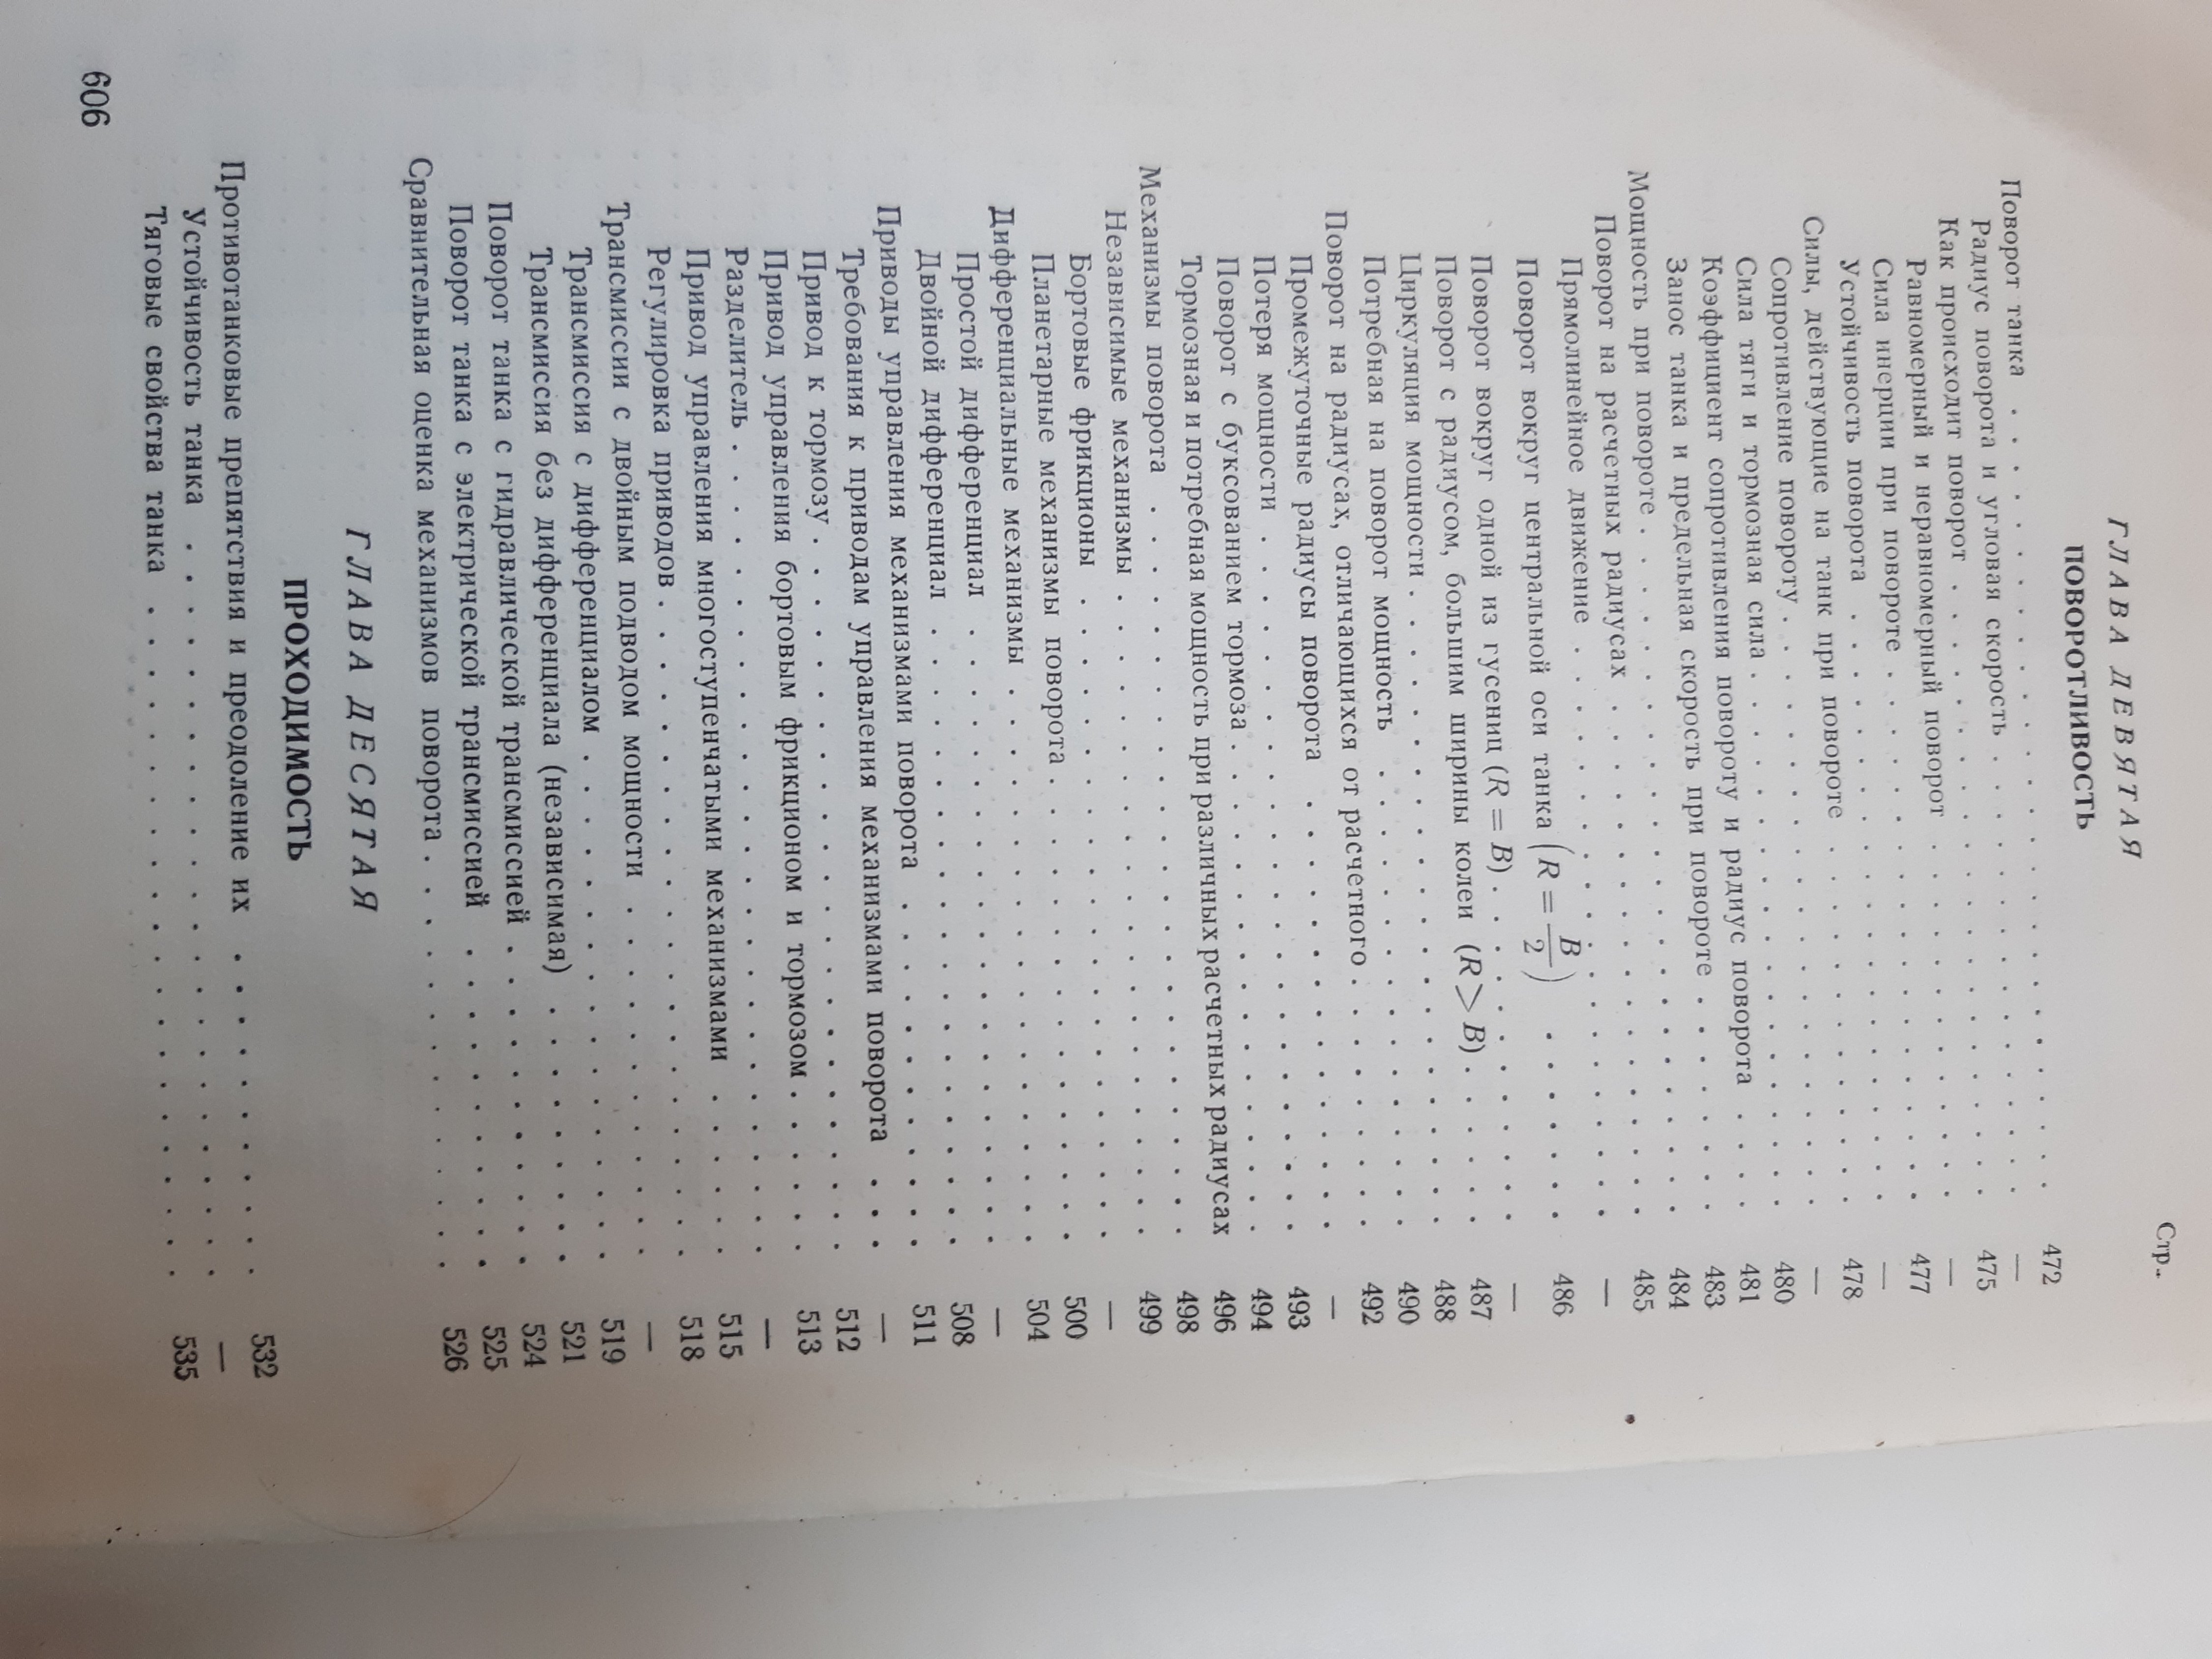 Стр.
ГЛАВА ДЕВЯТАЯ
ПОВОРОТЛИВОСТЬ
Поворот танка . . . . . . . . . . . . . . . . . . 472
Радиус поворота и угловая скорость . . . . . . . . . . —
Как происходит поворот . . . . . . . . . . . . . . 475
Равномерный и неравномерный поворот . . . . . . . . —
Сила инерции при повороте . . . . . . . . . . . . 477
Устойчивость поворота . . . . . . . . . . . . . . —
Силы, действующие на танк при повороте . . . . . . . . 478
Сопротивление повороту . . . . . . . . . . . . . —
Сила тяги и тормозная сила . . . . . . . . . . . . 480
Коэффициент сопротивления повороту и радиус поворота . . . . 481
Занос танка и предельная скорость при повороте . . . . . . 483
Мощность при повороте . . . . . . . . . . . . . . . 484
Поворот на расчетных радиусах . . . . . . . . . . . . 485
Прямолинейное движение . . . . . . . . . . . . . —
Поворот вокруг центральной оси танка (R = B/2) . . . . . . 486
Поворот вокруг одной из гусениц (R = B) . . . . . . . . —
Поворот с радиусом, большим ширины колеи (R > B) . . . . . 487
Циркуляция мощности . . . . . . . . . . . . . . 488
Потребная на поворот мощность . . . . . . . . . . . 490
Поворот на радиусах, отличающихся от расчетного . . . . . . 492
Промежуточные радиусы поворота . . . . . . . . . . —
Потеря мощности . . . . . . . . . . . . . . . . 493
Поворот с буксованием тормоза . . . . . . . . . . . 494
Тормозная и потребная мощность при различных расчетных радиусах 496
Механизмы поворота . . . . . . . . . . . . . . . . 498
Независимые механизмы . . . . . . . . . . . . . . 499
Бортовые фрикционы . . . . . . . . . . . . . . . —
Планетарные механизмы поворота . . . . . . . . . . . 500
Дифференциальные механизмы . . . . . . . . . . . . 504
Простой дифференциал . . . . . . . . . . . . . . —
Двойной дифференциал . . . . . . . . . . . . . . 508
Приводы управления механизмами поворота . . . . . . . . 511
Требования к приводам управления механизмами поворота . . . —
Привод к тормозу . . . . . . . . . . . . . . . . 512
Привод управления бортовым фрикционом и тормозом . . . . . 513
Разделитель . . . . . . . . . . . . . . . . . . —
Привод управления многоступенчатыми механизмами . . . . . 515
Регулировка приводов . . . . . . . . . . . . . . 518
Трансмиссии с двойным подводом мощности . . . . . . . . —
Трансмиссия с дифференциалом . . . . . . . . . . . 519
Трансмиссия без дифференциала (независимая) . . . . . . . 521
Поворот танка с гидравлической трансмиссией . . . . . . . 524
Поворот танка с электрической трансмиссией . . . . . . . 525
Сравнительная оценка механизмов поворота . . . . . . . . . 526
ГЛАВА ДЕСЯТАЯ
ПРОХОДИМОСТЬ
Противотанковые препятствия и преодоление их . . . . . . . . 532
Устойчивость танка . . . . . . . . . . . . . . . . —
Тяговые свойства танка . . . . . . . . . . . . . . 535
606